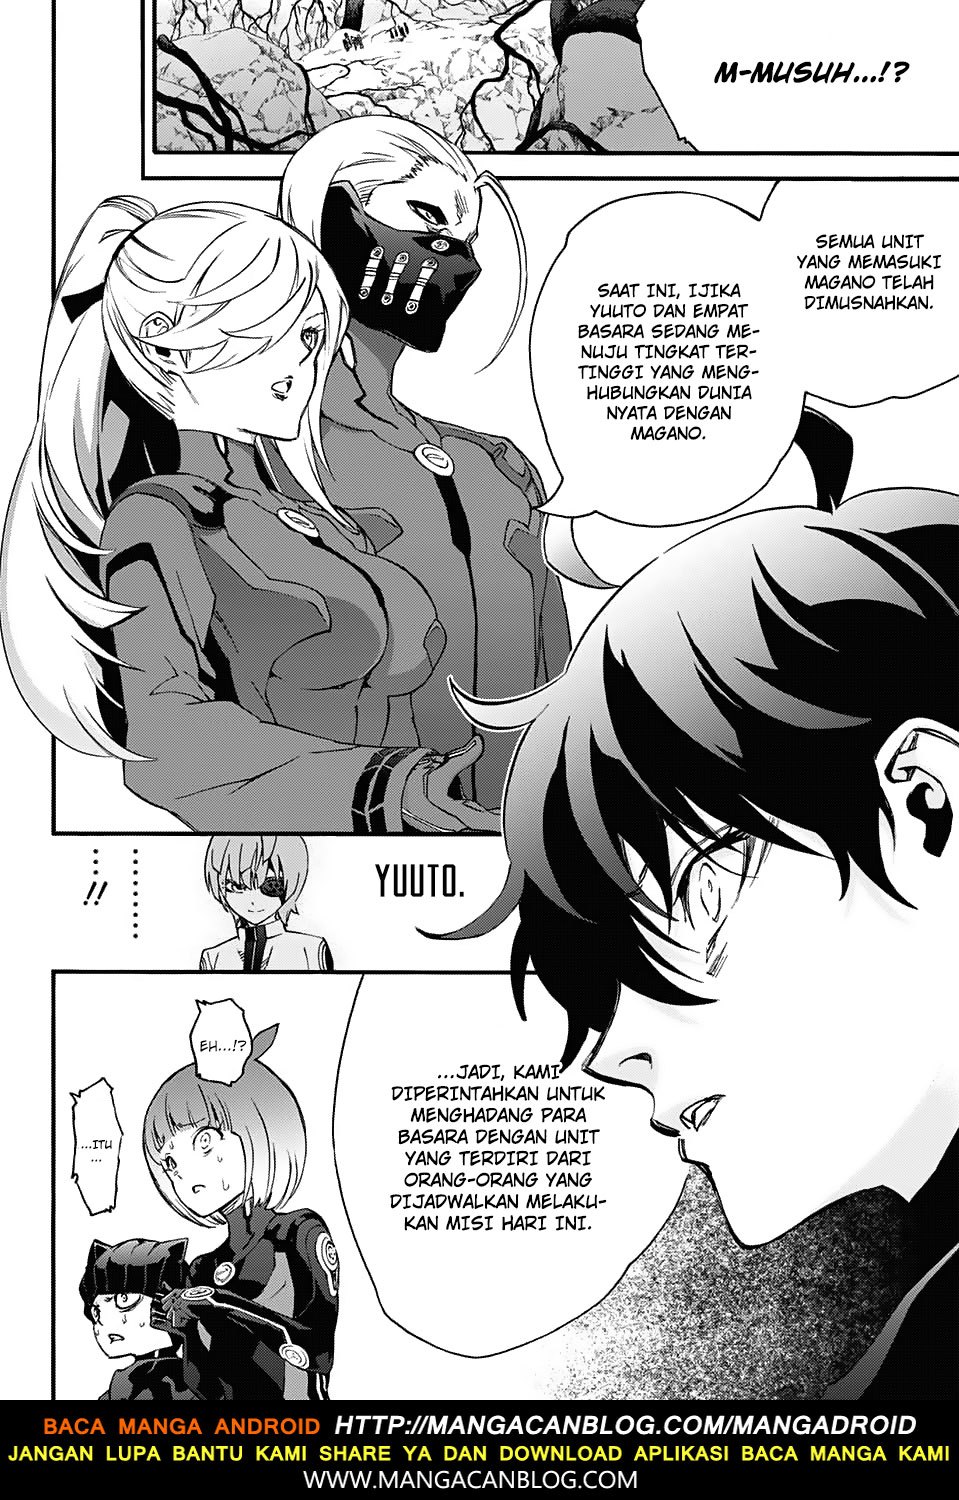 M-MUSUH...!?
SEMUA UNIT
YANG MEMASUKI
MAGANO TELAH
DIMUSNAHKAN.
SAAT INI, IJIKA
YUUTO DAN EMPAT
BASARA SEDANG ME-
NUJU TINGKAT TER-
TINGGI YANG MENG-
HUBUNGKAN DUNIA
NYATA DENGAN
MAGANO.
YUUTO.
......
...!!
...JADI, KAMI
DIPERINTAHKAN UNTUK
MENGHADANG PARA
BASARA DENGAN UNIT
YANG TERDIRI DARI
ORANG-ORANG YANG
DIJADWALKAN MELAKU-
KAN MISI HARI INI.
EH...!?
...ITU
...
BACA MANGA ANDROID HTTP://MANGACANBLOG.COM/MANGADROID
JANGAN LUPA BANTU KAMI SHARE YA DAN DOWNLOAD APLIKASI BACA MANGA KAMI
WWW.MANGACANBLOG.COM